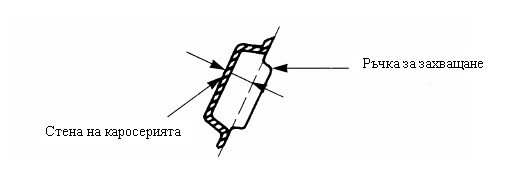 Ръчка за захващане
Стена на каросерията